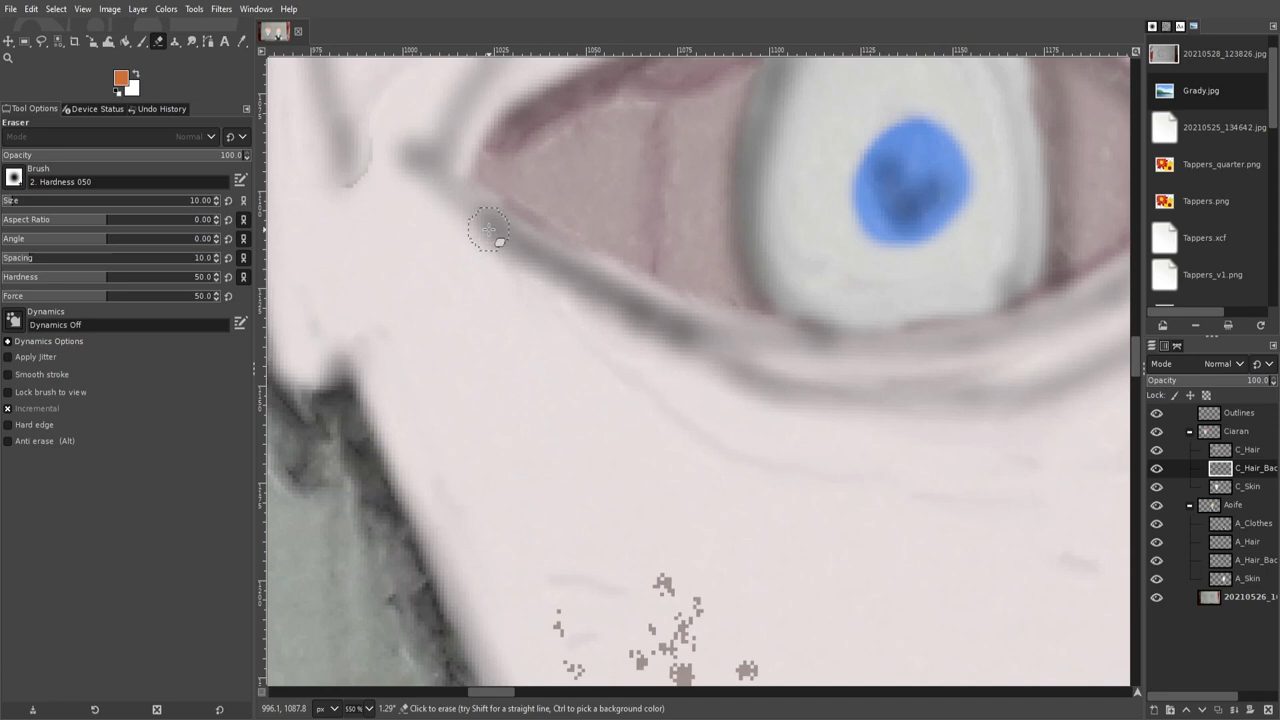 File Edit Select View Image Layer Colors Tools Filters Windows Help
Tool Options Device Status Undo History
Eraser
Mode Normal
Opacity 100.0
Brush
2. Hardness 050
Size 10.00
Aspect Ratio 0.00
Angle 0.00
Spacing 10.0
Hardness 50.0
Force 50.0
Dynamics
Dynamics Off
Dynamics Options
Apply Jitter
Smooth stroke
Lock brush to view
Incremental
Hard edge
Anti erase (Alt)
975 1000 1025 1050 1075 1100 1125 1150 1175
996.1, 1087.8 px 550 % 1.29° Click to erase (try Shift for a straight line, Ctrl to pick a background color)
20210528_123826.jpg
Grady.jpg
20210525_134642.jpg
Tappers_quarter.png
Tappers.png
Tappers.xcf
Tappers_v1.png
Mode Normal
Opacity 100.0
Lock:
Outlines
Ciaran
C_Hair
C_Hair_Bac
C_Skin
Aoife
A_Clothes
A_Hair
A_Hair_Bac
A_Skin
20210526_1